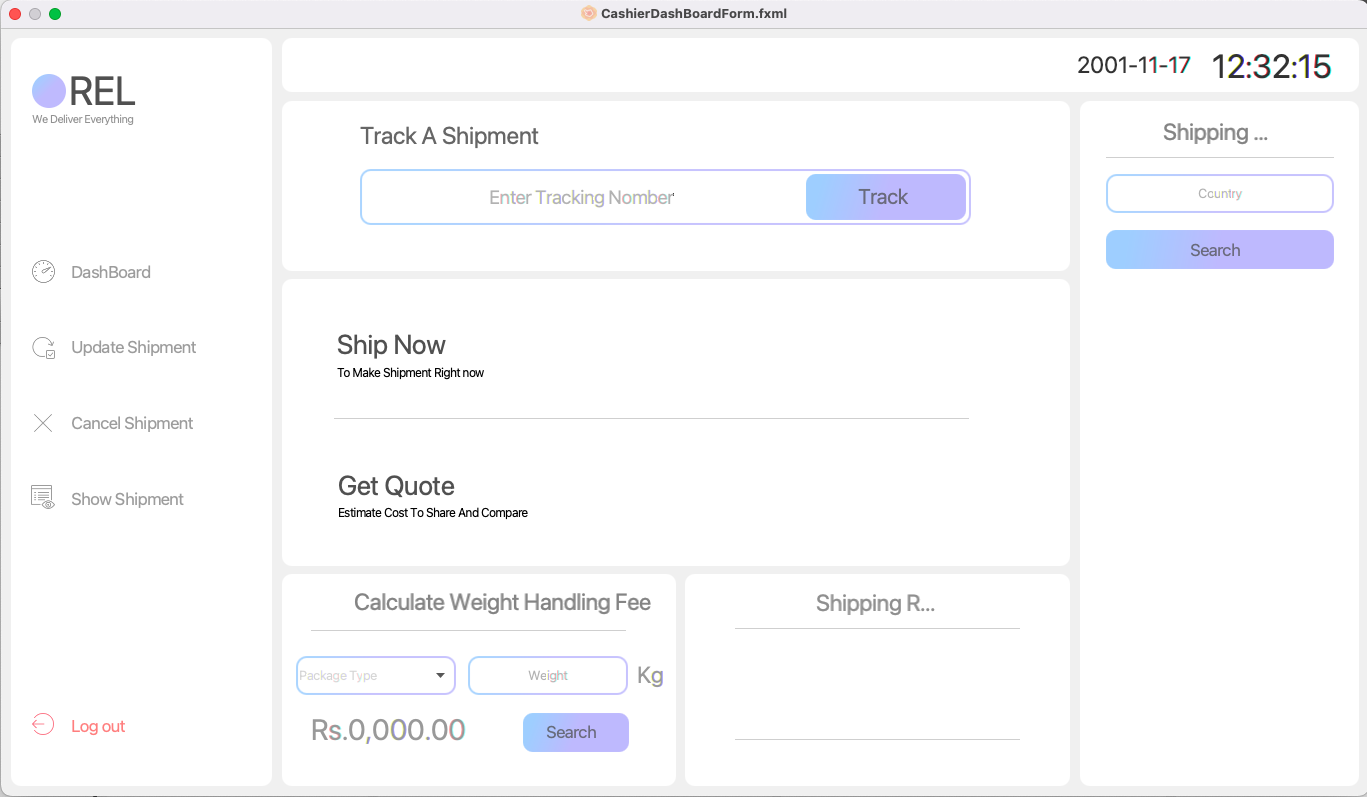 CashierDashBoardForm.fxml
REL
We Deliver Everything
DashBoard
Update Shipment
Cancel Shipment
Show Shipment
Log out
2001-11-17 12:32:15
Track A Shipment
Enter Tracking Nomber
Track
Ship Now
To Make Shipment Right now
Get Quote
Estimate Cost To Share And Compare
Calculate Weight Handling Fee
Package Type
Weight
Kg
Rs.0,000.00
Search
Shipping R...
Shipping ...
Country
Search